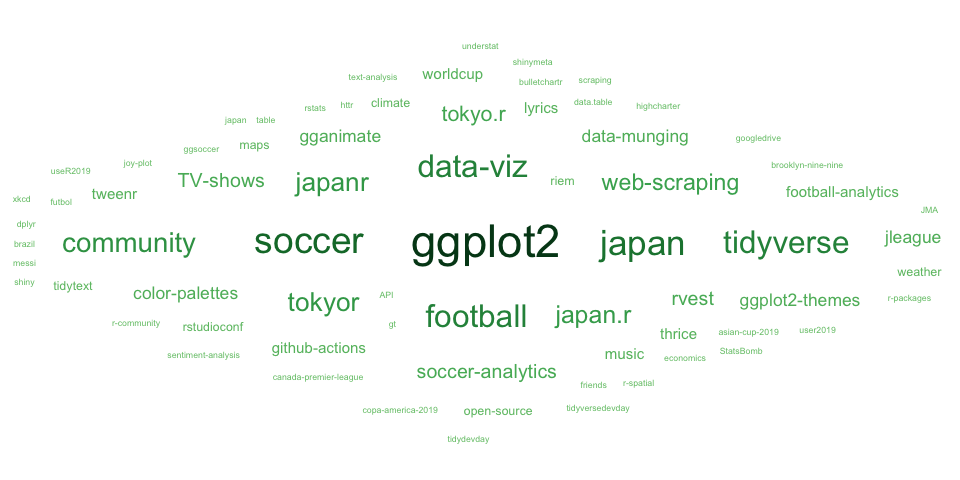 understat
shinymeta
text-analysis worldcup bulletchartr scraping
rstats httr climate tokyo.r lyrics data.table highcharter
japan table
ggsoccer maps gganimate data-munging googledrive
useR2019 joy-plot TV-shows japanr data-viz riem web-scraping brooklyn-nine-nine
xkcd futbol tweenr football-analytics
JMA
dplyr
brazil community soccer ggplot2 japan tidyverse jleague
messi
shiny tidytext color-palettes tokyor API rvest ggplot2-themes weather
r-packages
r-community rstudioconf gt football japan.r thrice asian-cup-2019 user2019
sentiment-analysis github-actions music economics StatsBomb
canada-premier-league soccer-analytics friends r-spatial
copa-america-2019 open-source tidyversedevday
tidydevday